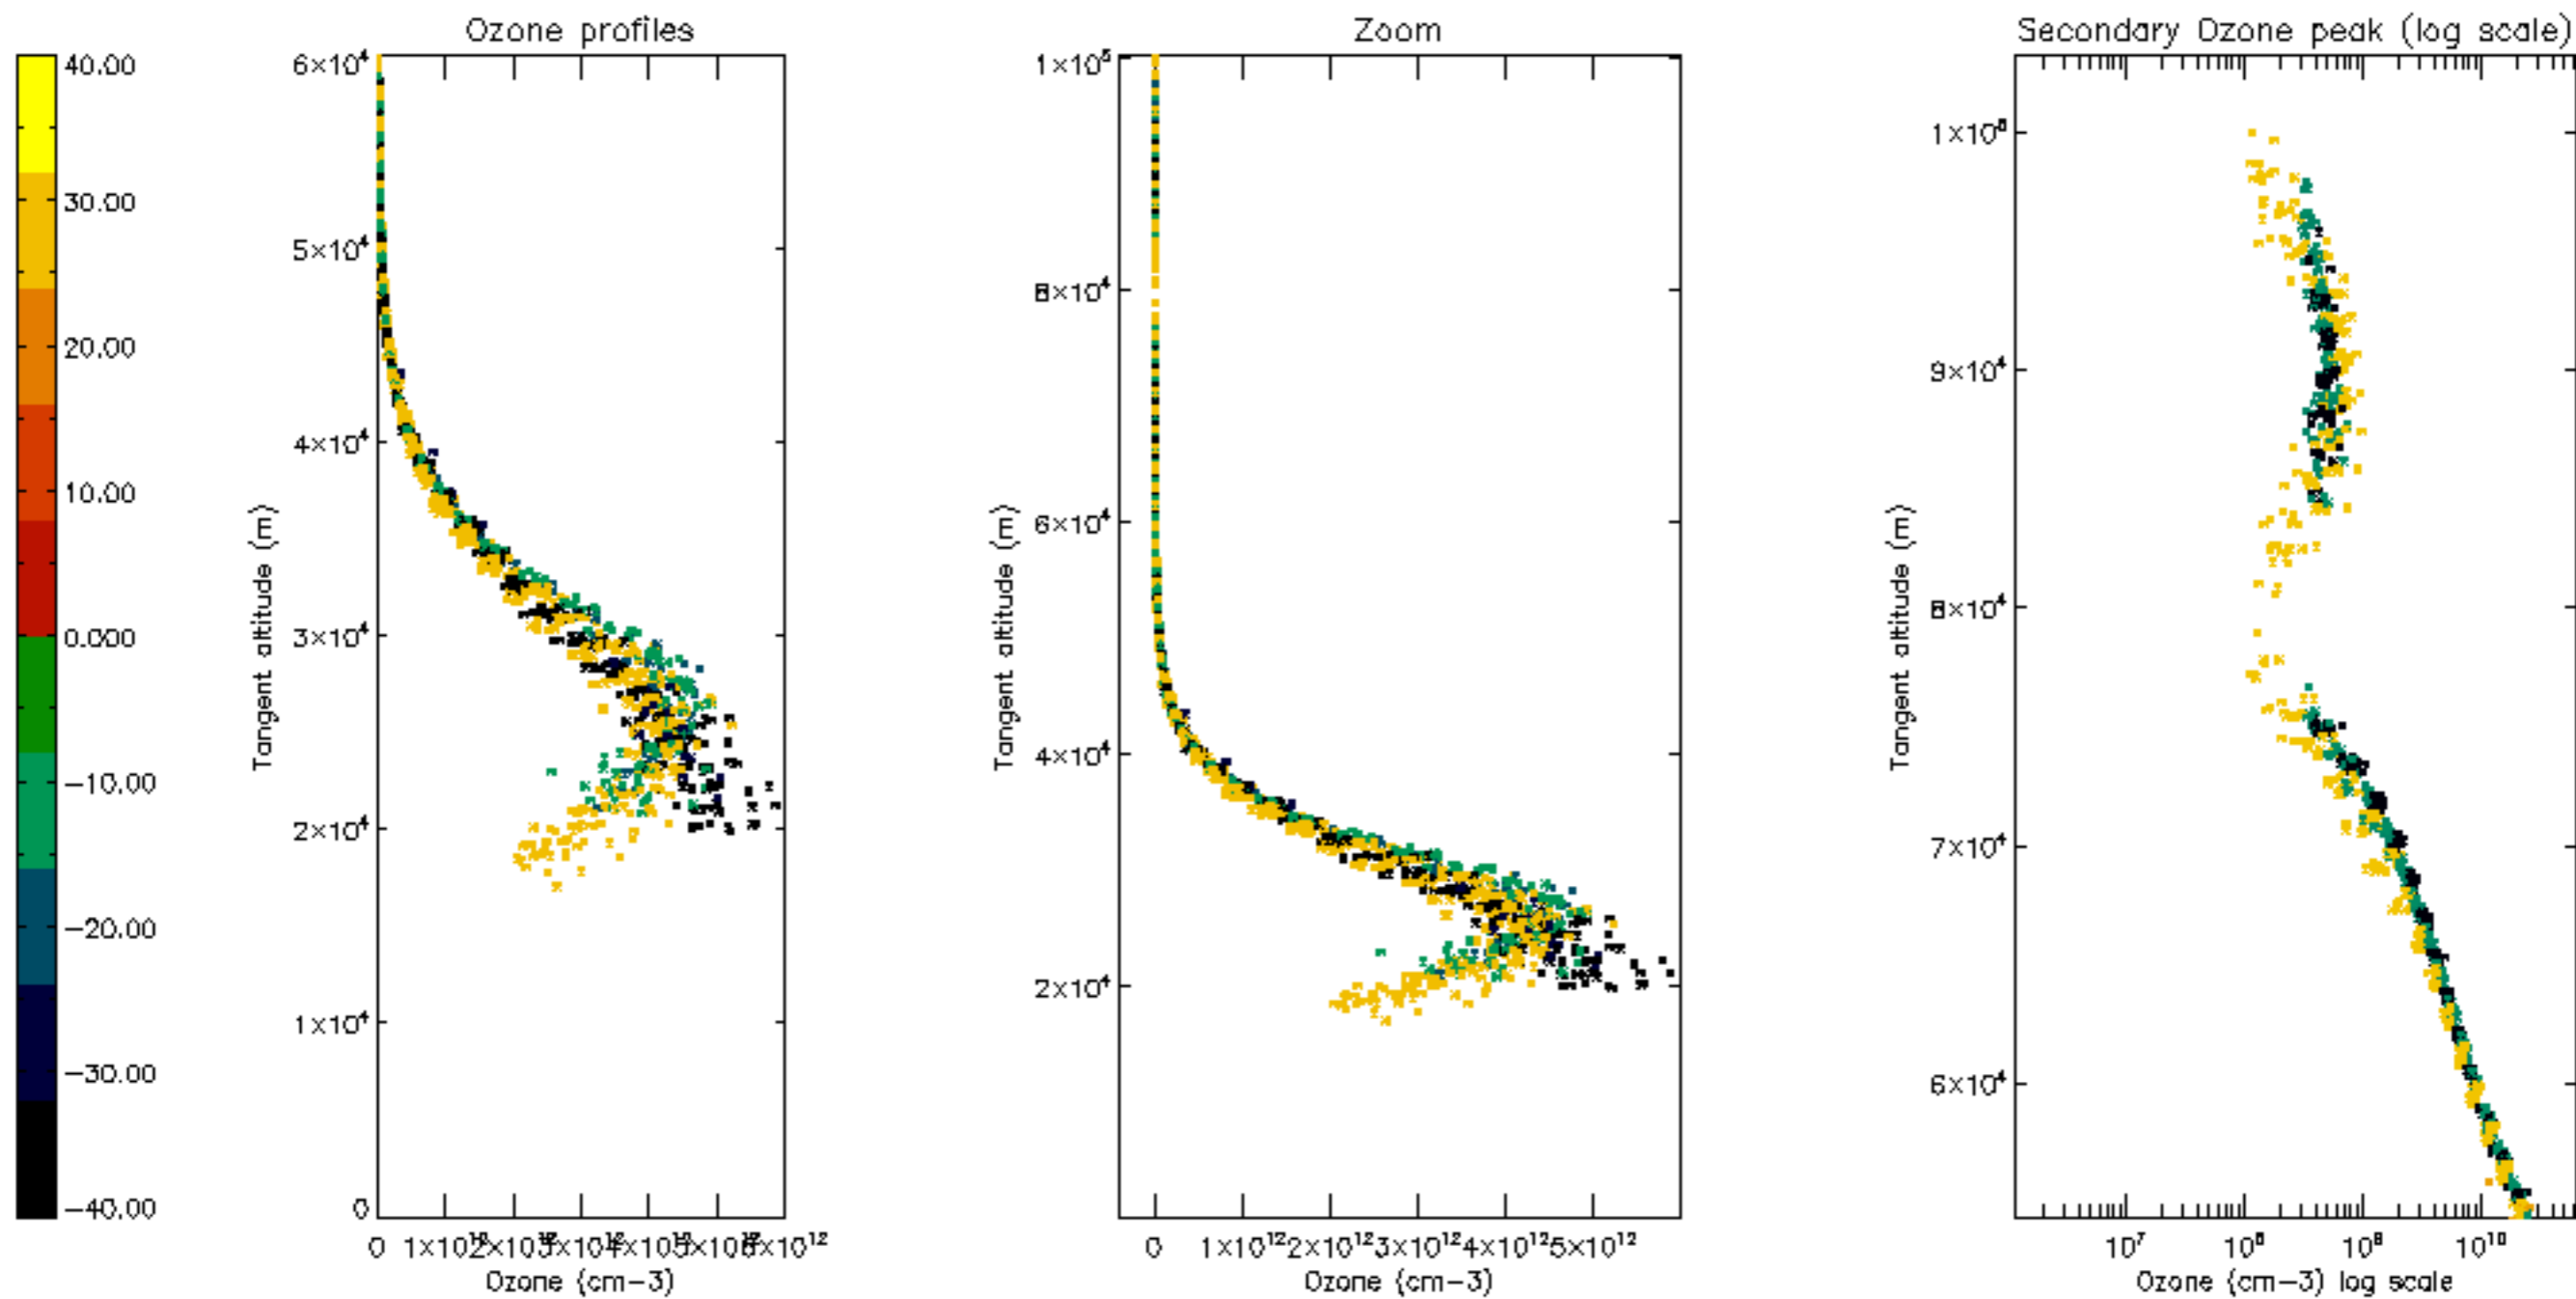 Ozone profiles
Zoom
Secondary Ozone peak (log scale)
40.00
30.00
20.00
10.00
-10.00
-20.00
-30.00
-40.00
Tangent altitude (m)
6×10⁴
5×10⁴
4×10⁴
3×10⁴
2×10⁴
1×10⁴
0
0
Ozone (cm-3)
Tangent altitude (m)
1×10⁵
8×10⁴
6×10⁴
4×10⁴
2×10⁴
0 1×10¹² 2×10¹² 3×10¹² 4×10¹² 5×10¹²
Ozone (cm-3)
Tangent altitude (m)
9×10⁴
8×10⁴
7×10⁴
6×10⁴
10⁷ 10⁸ 10⁹ 10¹⁰
Ozone (cm-3) log scale